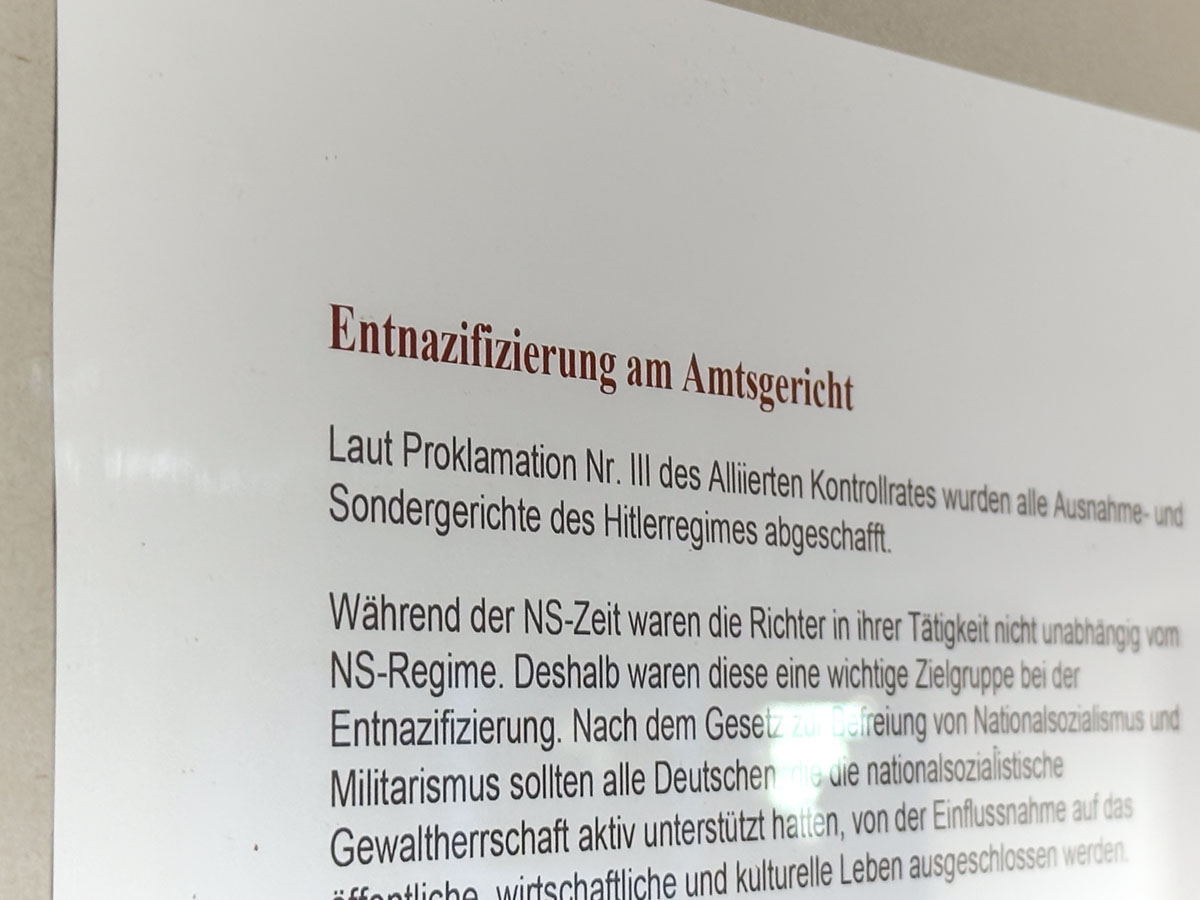 Entnazifizierung am Amtsgericht
Laut Proklamation Nr. III des Alliierten Kontrollrates wurden alle Ausnahme- und
Sondergerichte des Hitlerregimes abgeschafft.
Während der NS-Zeit waren die Richter in ihrer Tätigkeit nicht unabhängig vom
NS-Regime. Deshalb waren diese eine wichtige Zielgruppe bei der
Entnazifizierung. Nach dem Gesetz zur Befreiung von Nationalsozialismus und
Militarismus sollten alle Deutschen die die nationalsozialistische
Gewaltherrschaft aktiv unterstützt hatten, von der Einflussnahme auf das
öffentliche, wirtschaftliche und kulturelle Leben ausgeschlossen werden.